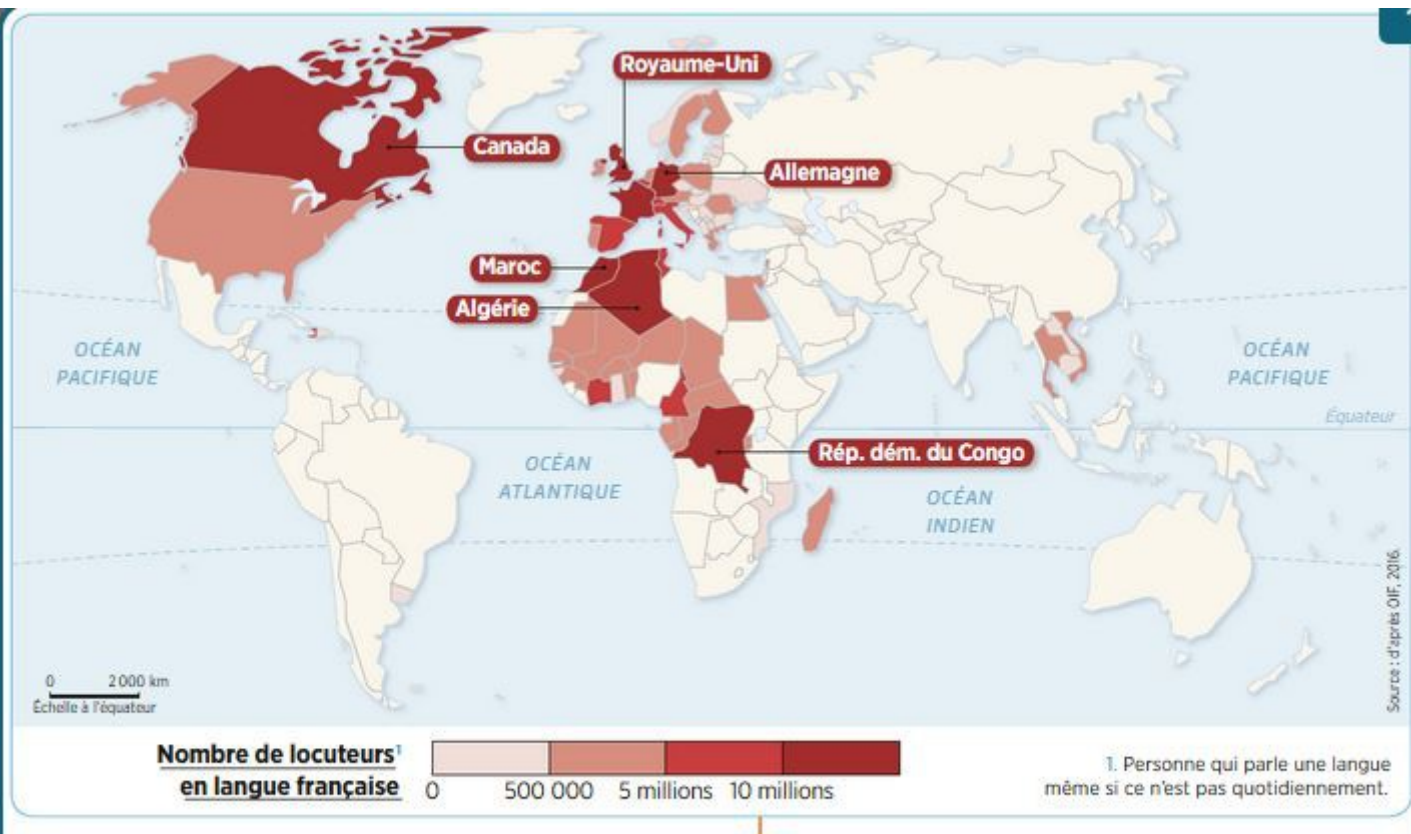 Royaume-Uni
Canada
Allemagne
Maroc
Algérie
OCÉAN
PACIFIQUE
OCÉAN
PACIFIQUE
Équateur
Rép. dém. du Congo
OCÉAN
ATLANTIQUE
OCÉAN
INDIEN
Source : d'après OIF, 2016.
0 2 000 km
Échelle à l'équateur
Nombre de locuteurs¹
en langue française
0 500 000 5 millions 10 millions
1. Personne qui parle une langue
même si ce n'est pas quotidiennement.